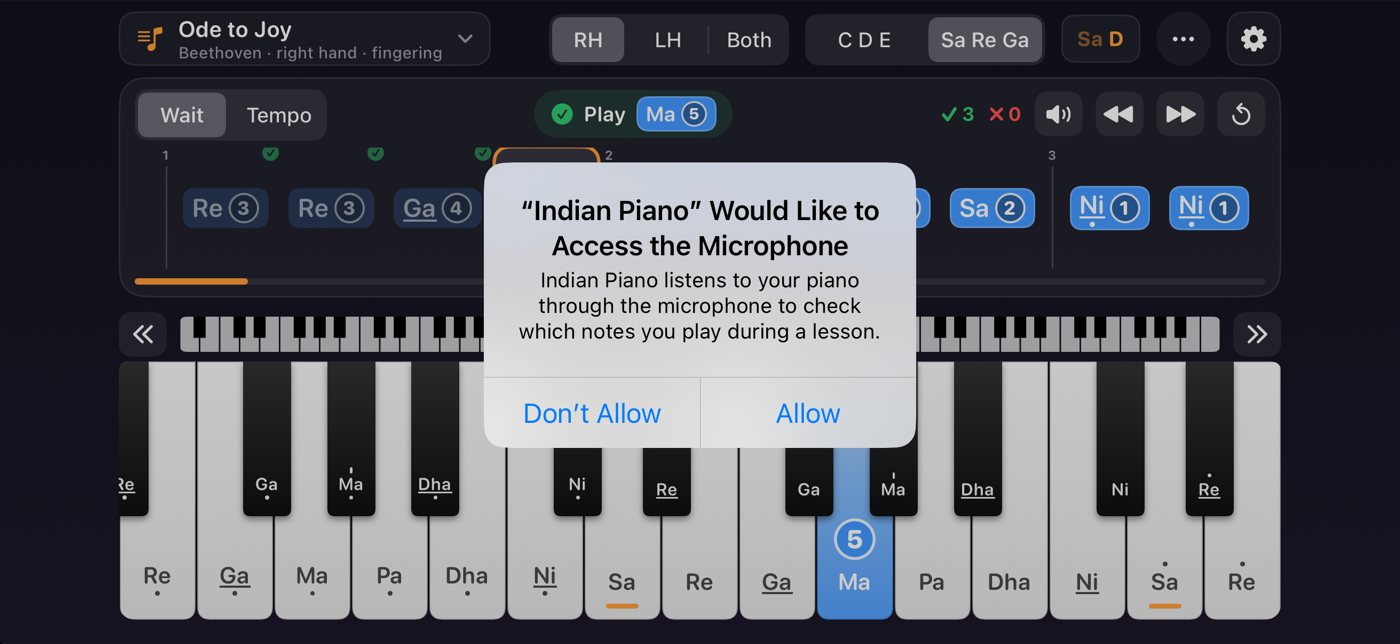 Ode to Joy
Beethoven · right hand · fingering
RH LH Both
C D E Sa Re Ga
Sa D
Wait Tempo
Play Ma 5
3 0
1 2 3
Re 3 Re 3 Ga 4 Sa 2 Ni 1 Ni 1
“Indian Piano” Would Like to
Access the Microphone
Indian Piano listens to your piano
through the microphone to check
which notes you play during a lesson.
Don’t Allow Allow
Re Ga Ma Dha Ni Re Ga Ma Dha Ni Re
5
Re Ga Ma Pa Dha Ni Sa Re Ga Ma Pa Dha Ni Sa Re